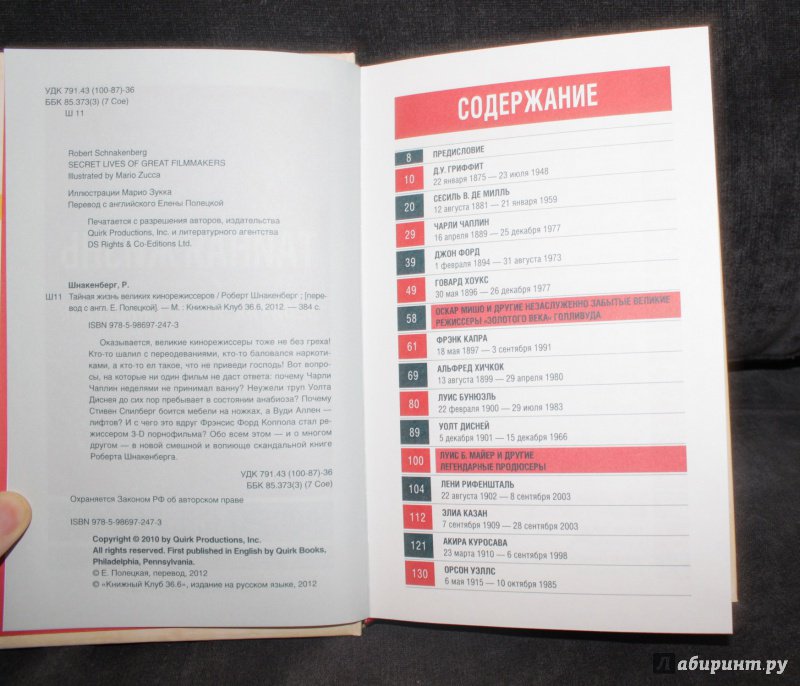 УДК 791.43 (100-87)-36
ББК 85.373(3) (7 Сое)
Ш 11
Robert Schnakenberg
SECRET LIVES OF GREAT FILMMAKERS
Illustrated by Mario Zucca
Иллюстрации Марио Зукка
Перевод с английского Елены Полецкой
Печатается с разрешения авторов, издательства
Quirk Productions, Inc. и литературного агентства
DS Rights & Co-Editions Ltd.
Шнакенберг, Р.
Ш11 Тайная жизнь великих кинорежиссеров / Роберт Шнакенберг ; [пере-
вод с англ. Е. Полецкой]. — М. : Книжный Клуб 36.6, 2012. — 384 с.
ISBN 978-5-98697-247-3
Оказывается, великие кинорежиссеры тоже не без греха!
Кто-то шалил с переодеваниями, кто-то баловался наркоти-
ками, а кто-то ел такое, что не приведи господь! Вот вопро-
сы, на которые ни один фильм не даст ответа: почему Чарли
Чаплин неделями не принимал ванну? Неужели труп Уолта
Диснея до сих пор пребывает в состоянии анабиоза? Почему
Стивен Спилберг боится мебели на ножках, а Вуди Аллен —
лифтов? И с чего это вдруг Фрэнсис Форд Коппола стал ре-
жиссером 3-D порнофильма? Обо всем этом — и о многом
другом — в новой смешной и вопиюще скандальной книге
Роберта Шнакенберга.
УДК 791.43 (100-87)-36
ББК 85.373(3) (7 Сое)
Охраняется Законом РФ об авторском праве
ISBN 978-5-98697-247-3
Copyright © 2010 by Quirk Productions, Inc.
All rights reserved. First published in English by Quirk Books,
Philadelphia, Pennsylvania.
© Е. Полецкая, перевод, 2012
© «Книжный Клуб 36.6», издание на русском языке, 2012
СОДЕРЖАНИЕ
8 ПРЕДИСЛОВИЕ
10 Д.У. ГРИФФИТ
22 января 1875 — 23 июля 1948
20 СЕСИЛЬ В. ДЕ МИЛЛЬ
12 августа 1881 — 21 января 1959
29 ЧАРЛИ ЧАПЛИН
16 апреля 1889 — 25 декабря 1977
39 ДЖОН ФОРД
1 февраля 1894 — 31 августа 1973
49 ГОВАРД ХОУКС
30 мая 1896 — 26 декабря 1977
58 ОСКАР МИШО И ДРУГИЕ НЕЗАСЛУЖЕННО ЗАБЫТЫЕ ВЕЛИКИЕ
РЕЖИССЕРЫ «ЗОЛОТОГО ВЕКА» ГОЛЛИВУДА
61 ФРЭНК КАПРА
18 мая 1897 — 3 сентября 1991
69 АЛЬФРЕД ХИЧКОК
13 августа 1899 — 29 апреля 1980
80 ЛУИС БУНЮЭЛЬ
22 февраля 1900 — 29 июля 1983
89 УОЛТ ДИСНЕЙ
5 декабря 1901 — 15 декабря 1966
100 ЛУИС Б. МАЙЕР И ДРУГИЕ
ЛЕГЕНДАРНЫЕ ПРОДЮСЕРЫ
104 ЛЕНИ РИФЕНШТАЛЬ
22 августа 1902 — 8 сентября 2003
112 ЭЛИА КАЗАН
7 сентября 1909 — 28 сентября 2003
121 АКИРА КУРОСАВА
23 марта 1910 — 6 сентября 1998
130 ОРСОН УЭЛЛС
6 мая 1915 — 10 октября 1985
Лабиринт.ру